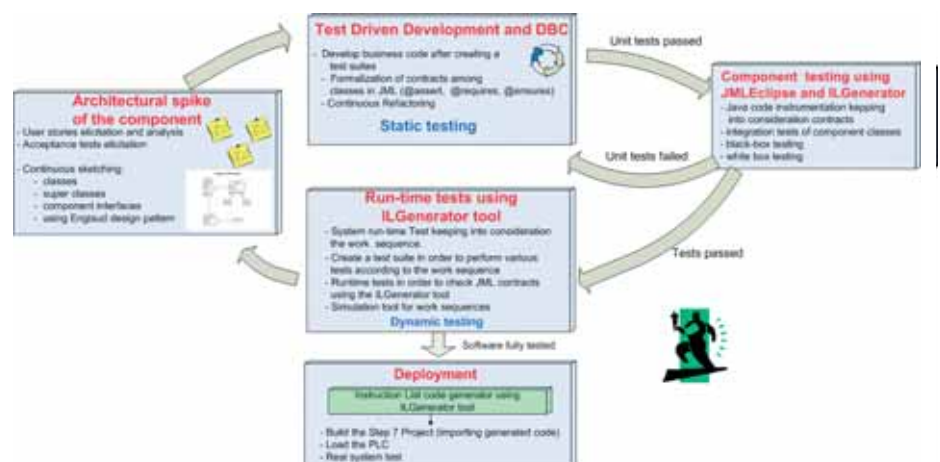 Test Driven Development and DBC
- Develop business code after creating a
test suites
- Formalization of contracts among
classes in JML (@assert, @requires, @ensures)
- Continuous Refactoring
Static testing
Unit tests passed
Component testing using
JMLEclipse and ILGenerator
- Java code instrumentation kepping
into consideration contracts
- integration tests of component classes
- black-box testing
- white box testing
Architectural spike
of the component
- User stories elicitation and analysis
- Acceptance tests elicitation
- Continuous sketching:
- classes
- super classes
- component interfaces
- using Engsud design pattern
Unit tests failed
Run-time tests using
ILGenerator tool
- System run-time Test keeping into consideration
the work sequence.
- Create a test suite in order to perform various
tests according to the work sequence
- Runtime tests in order to check JML contracts
using the ILGenerator tool
- Simulation tool for work sequences
Dynamic testing
Tests passed
Software fully tested
Deployment
Instruction List code generator using
ILGenerator tool
- Build the Step 7 Project (importing generated code)
- Load the PLC
- Real system test